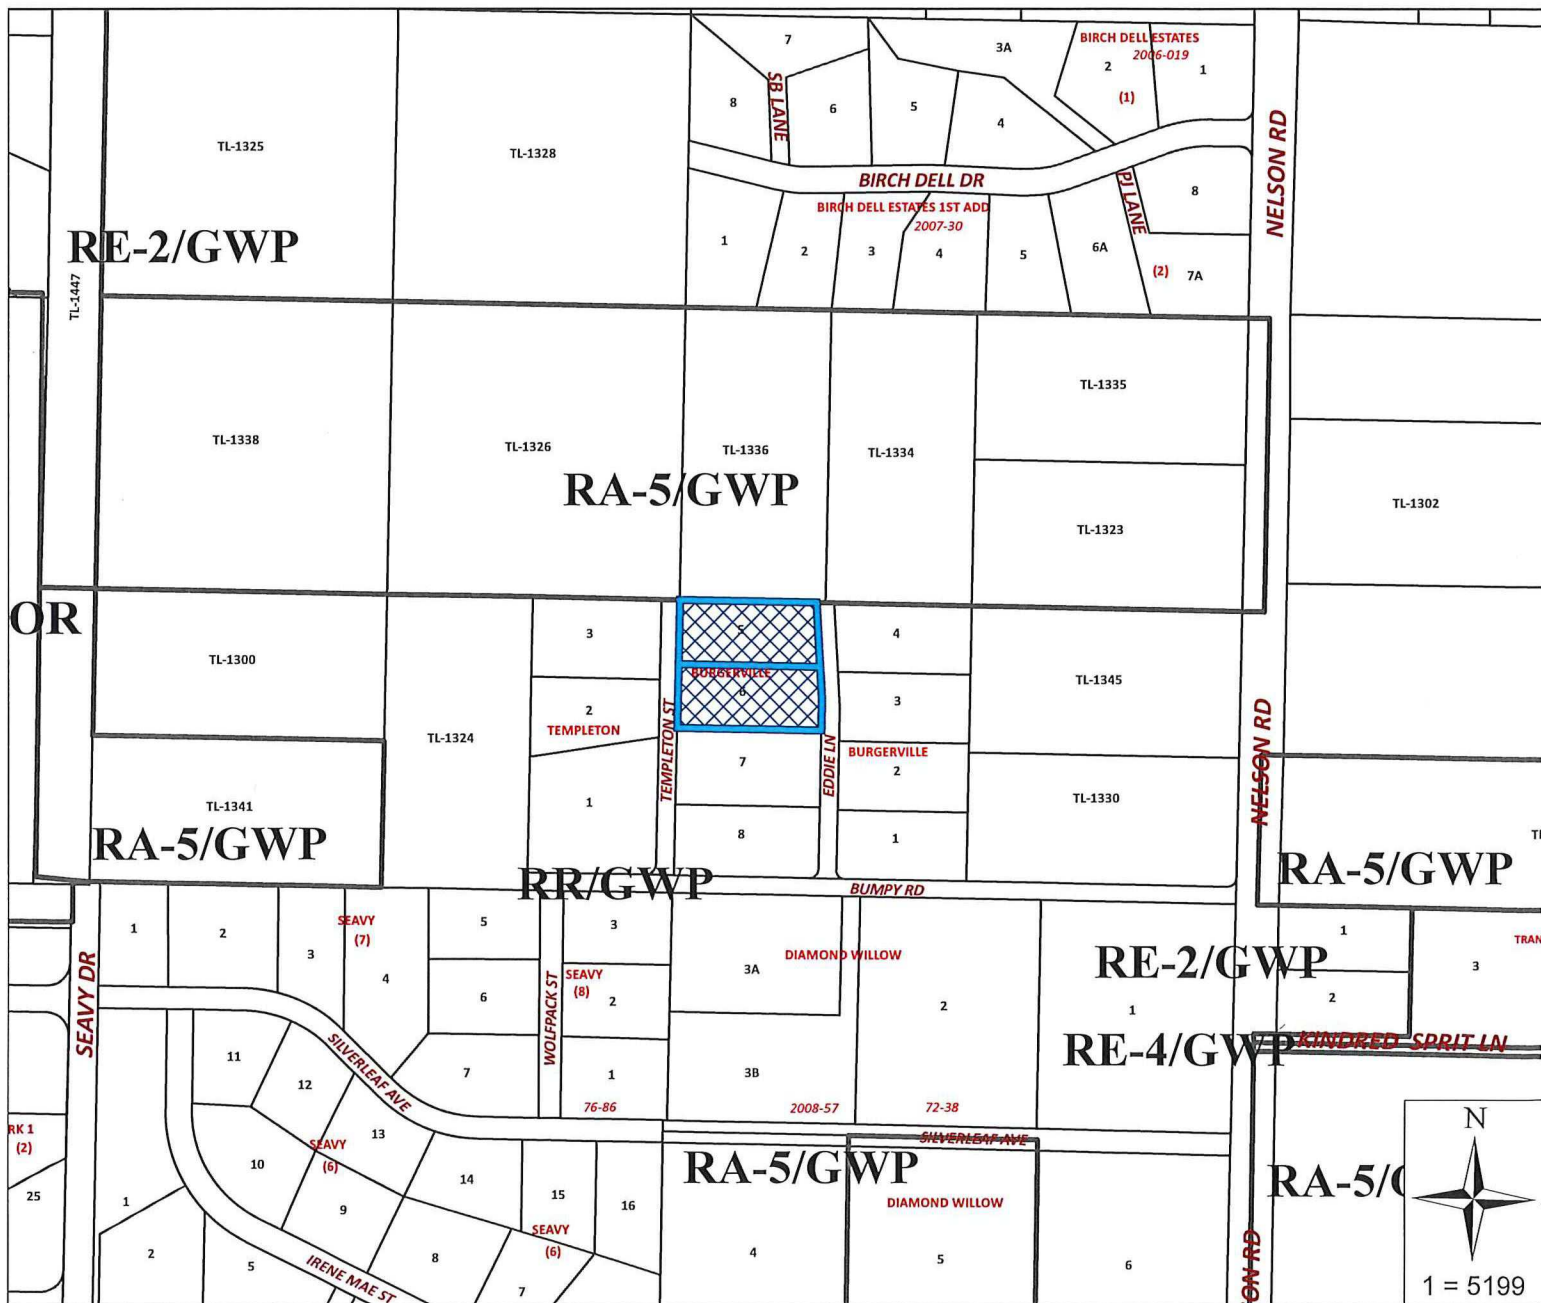 7
3A
BIRCH DELL ESTATES
2006-019
2
1
(1)
8
SB LANE
6
5
4
NELSON RD
TL-1325
TL-1328
BIRCH DELL DR
PJ LANE
8
BIRCH DELL ESTATES 1ST ADD
2007-30
1
2
3
4
5
6A
(2)
7A
RE-2/GWP
TL-1447
TL-1335
TL-1338
TL-1326
TL-1336
TL-1334
RA-5/GWP
TL-1302
TL-1323
OR
TL-1300
3
5
4
BURGERVILLE
6
TL-1345
2
TEMPLETON
TEMPLETON ST
3
NELSON RD
TL-1324
7
EDDIE LN
BURGERVILLE
2
TL-1341
1
TL-1330
8
1
RA-5/GWP
RR/GWP
BUMPY RD
RA-5/GWP
SEAVY DR
1
2
3
SEAVY
(7)
4
5
6
WOLFPACK ST
3
SEAVY
(8)
2
DIAMOND WILLOW
3A
2
1
RE-2/GWP
1
2
3
TRAN
RE-4/GWP
KINDRED SPRIT LN
11
12
SILVERLEAF AVE
7
1
3B
76-86
2008-57
72-38
RK 1
(2)
13
SEAVY
(6)
SILVERLEAF AVE
RA-5/GWP
RA-5/G
N
25
1
10
14
15
16
DIAMOND WILLOW
9
SEAVY
(6)
2
5
IRENE MAE ST
8
7
4
5
6
ON RD
1 = 5199